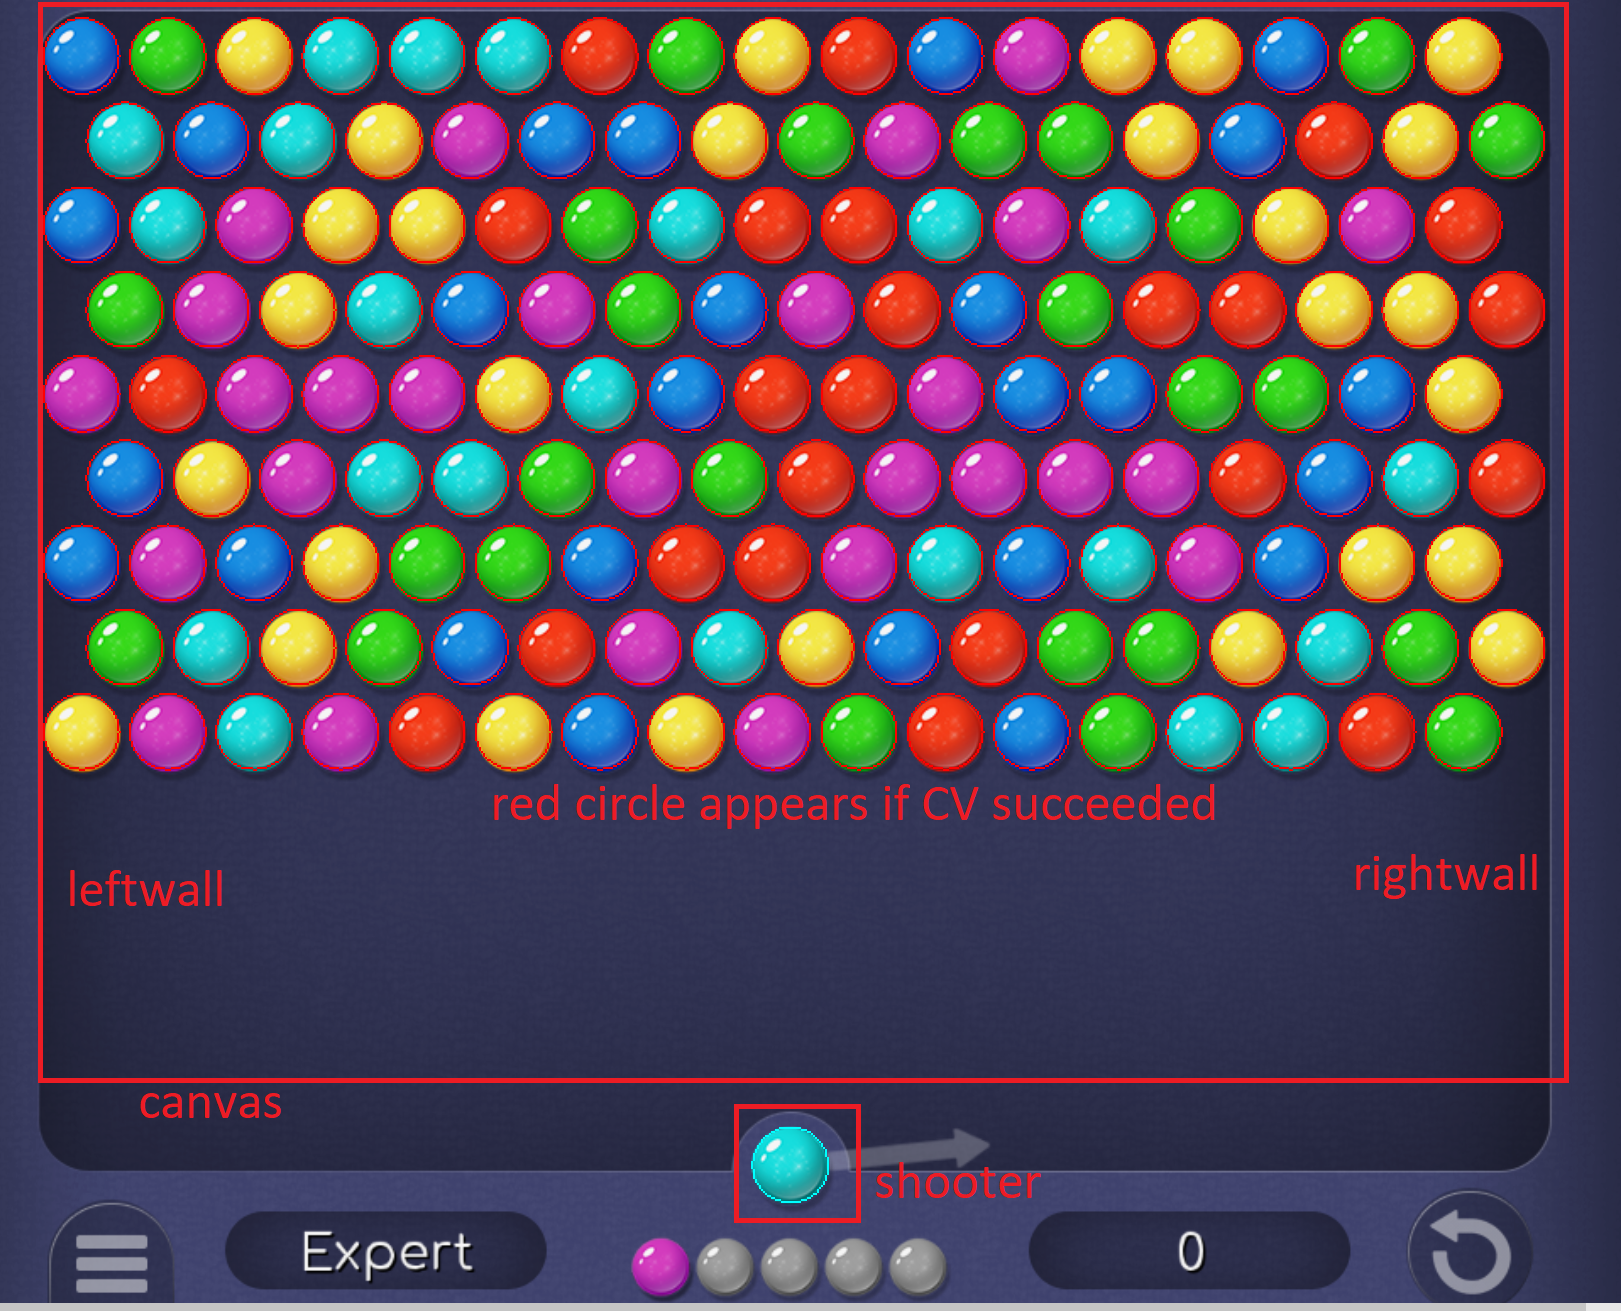 red circle appears if CV succeeded
leftwall
rightwall
canvas
shooter
Expert
0